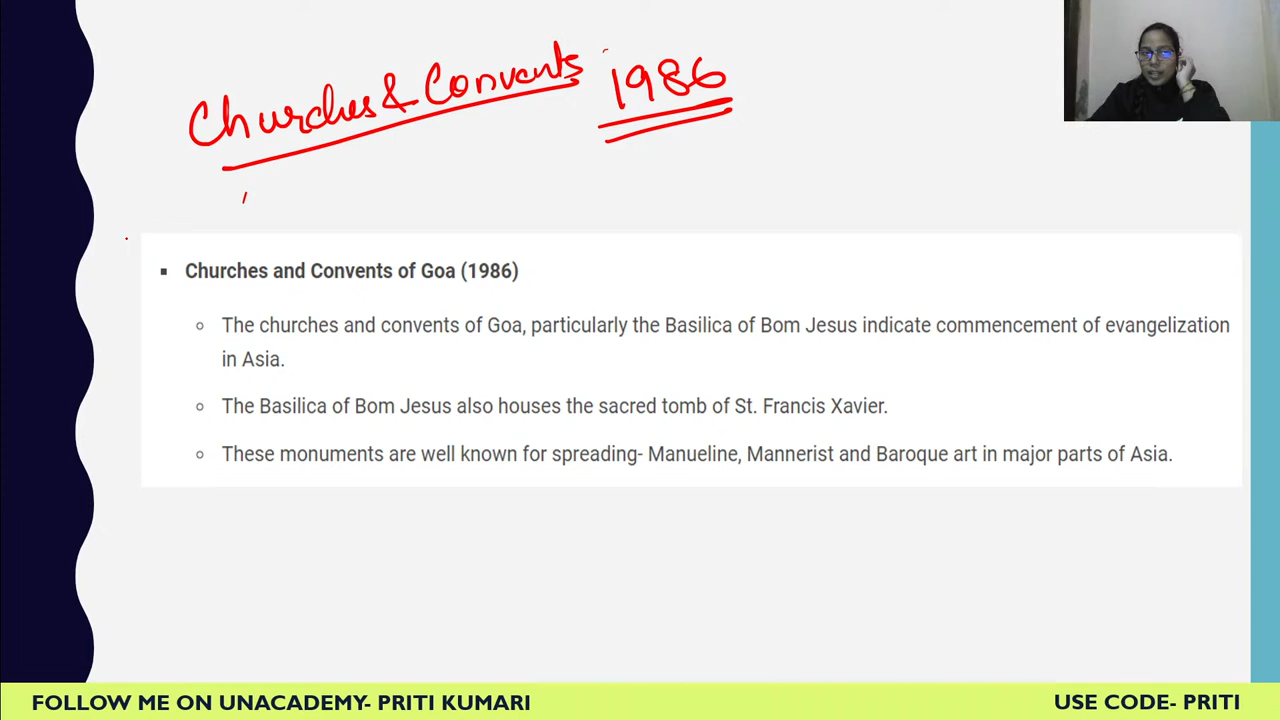 Churches & Convents 1986
▪ Churches and Convents of Goa (1986)
○ The churches and convents of Goa, particularly the Basilica of Bom Jesus indicate commencement of evangelization
in Asia.
○ The Basilica of Bom Jesus also houses the sacred tomb of St. Francis Xavier.
○ These monuments are well known for spreading- Manueline, Mannerist and Baroque art in major parts of Asia.
FOLLOW ME ON UNACADEMY- PRITI KUMARI
USE CODE- PRITI